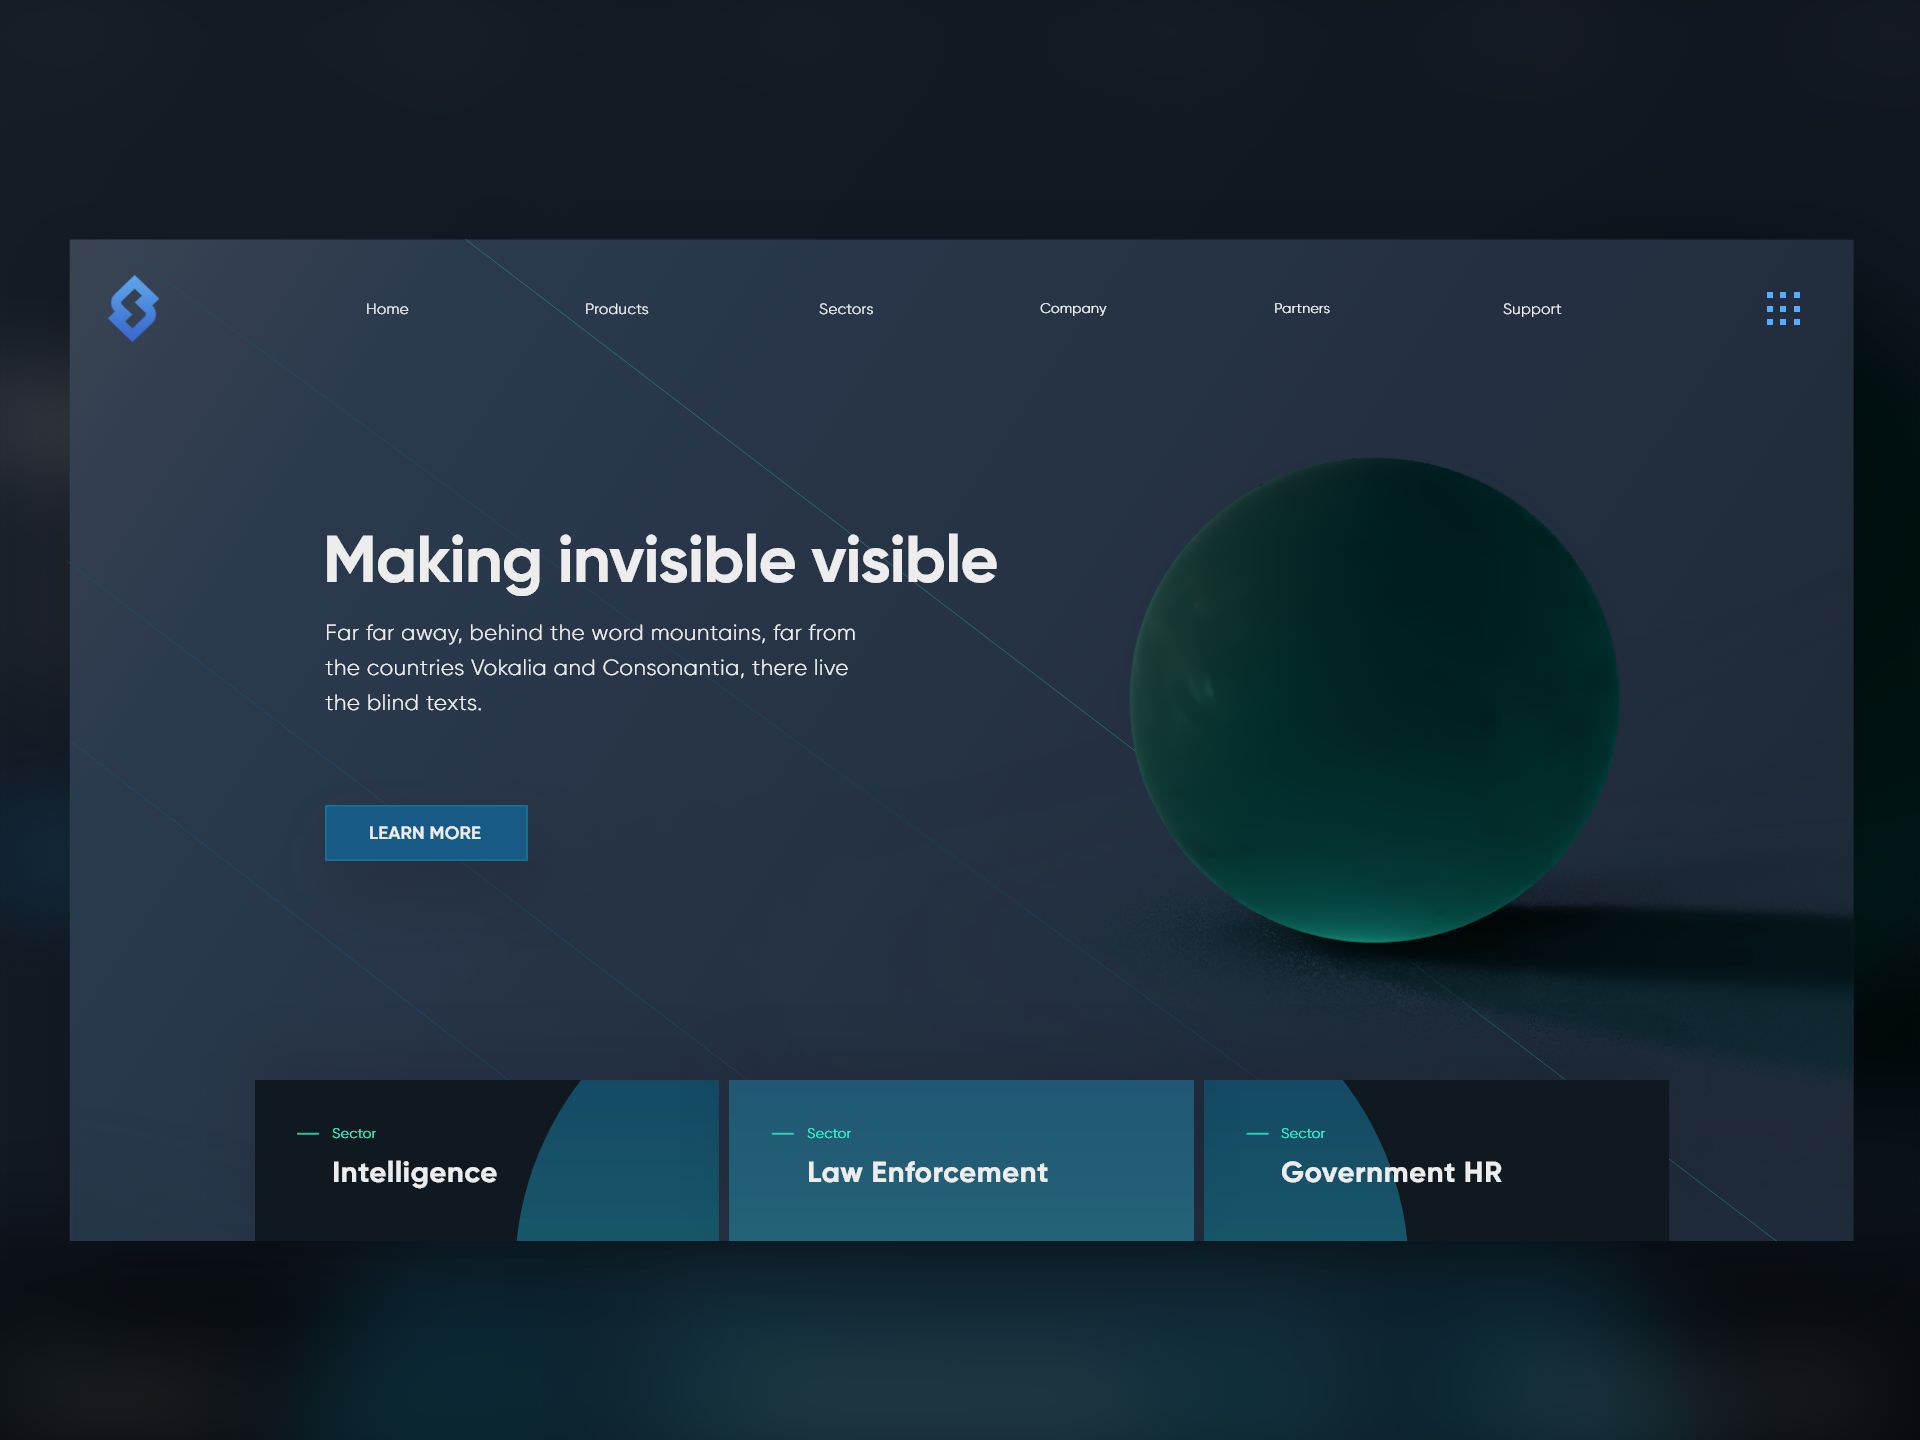 Home
Products
Sectors
Company
Partners
Support
Making invisible visible
Far far away, behind the word mountains, far from
the countries Vokalia and Consonantia, there live
the blind texts.
LEARN MORE
Sector
Intelligence
Sector
Law Enforcement
Sector
Government HR